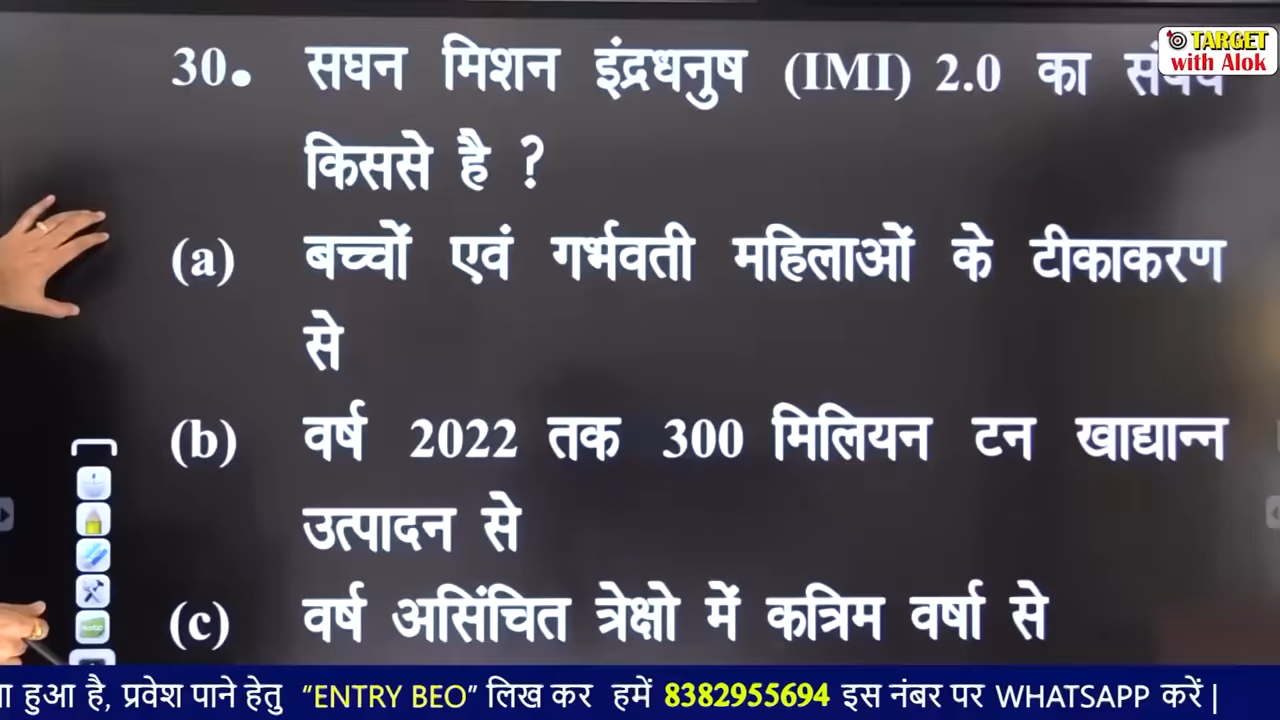 TARGET
with Alok
30. सघन मिशन इंद्रधनुष (IMI) 2.0 का
किससे है ?
(a) बच्चों एवं गर्भवती महिलाओं के टीकाकरण
से
(b) वर्ष 2022 तक 300 मिलियन टन खाद्यान्न
उत्पादन से
(c) वर्ष असिंचित त्रेक्षो में कत्रिम वर्षा से
हुआ है, प्रवेश पाने हेतु “ENTRY BEO” लिख कर हमें 8382955694 इस नंबर पर WHATSAPP करें |